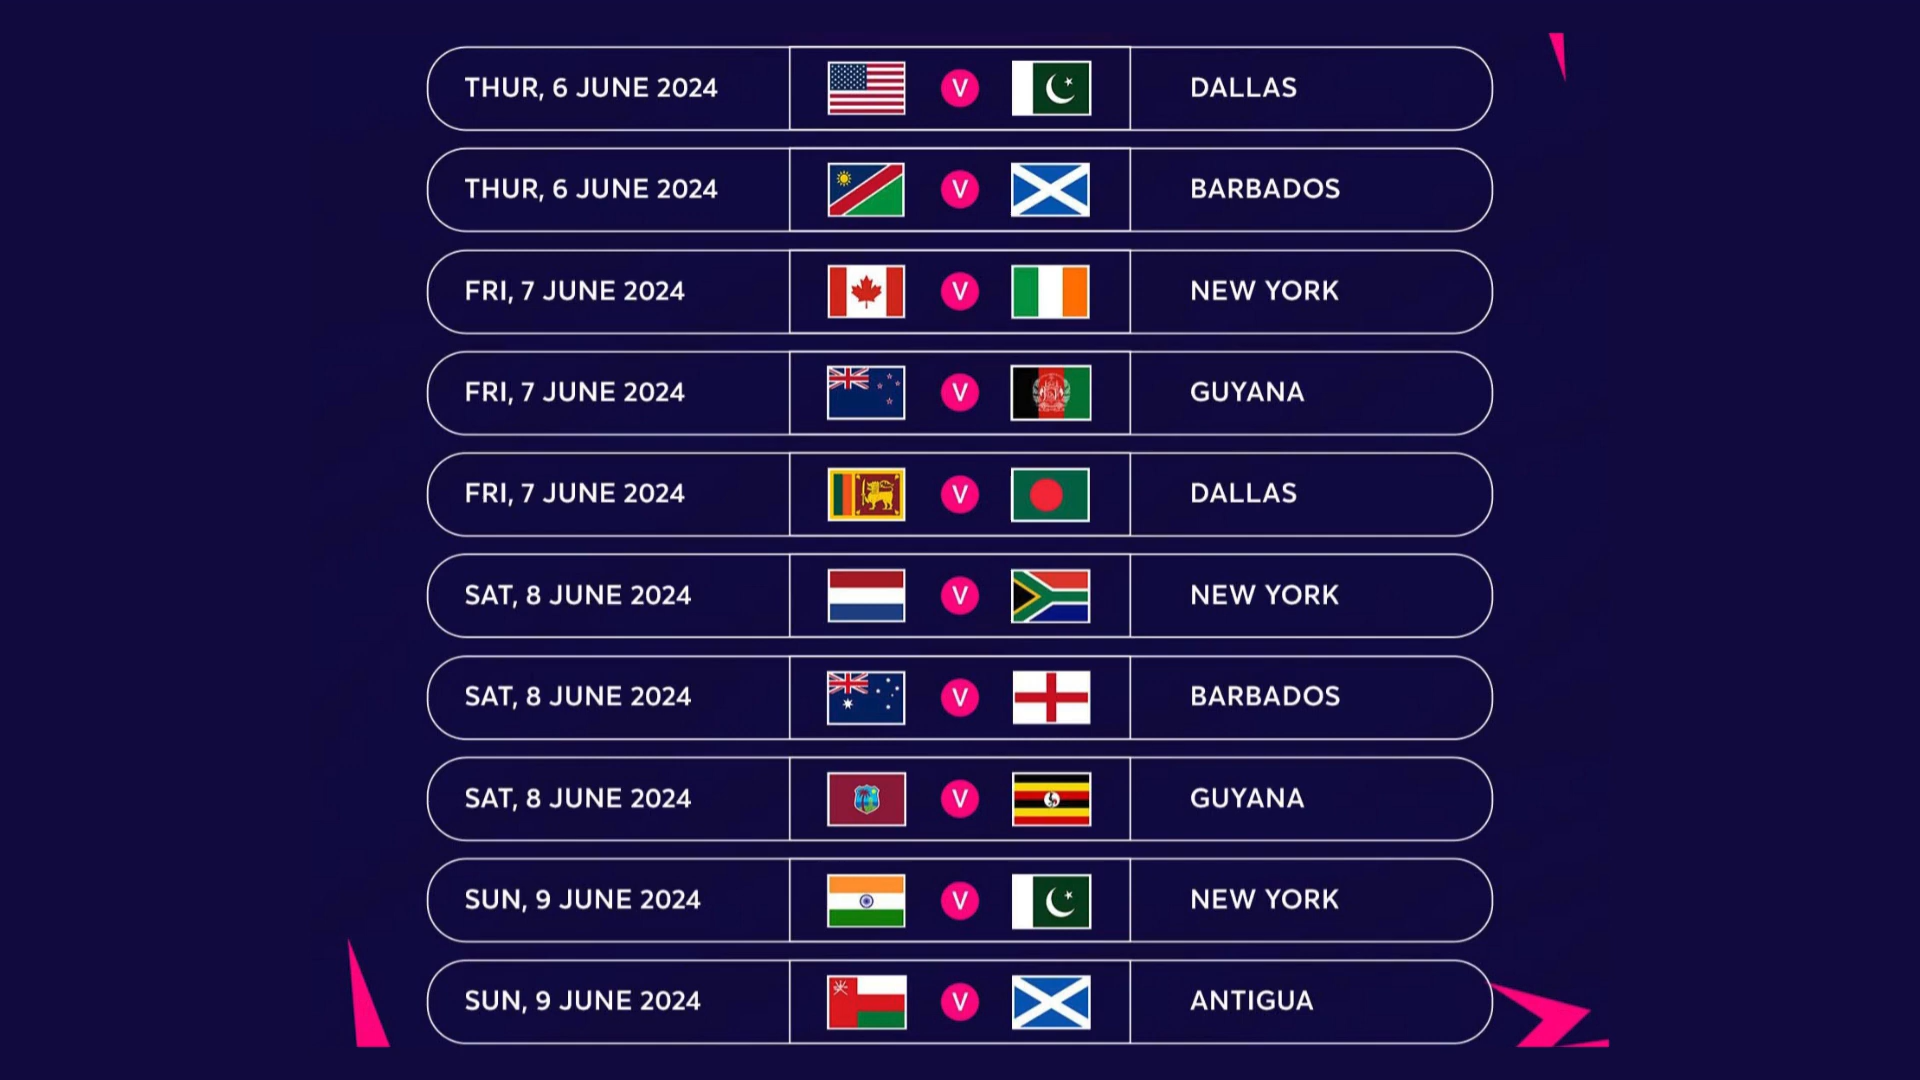 THUR, 6 JUNE 2024 V DALLAS
THUR, 6 JUNE 2024 V BARBADOS
FRI, 7 JUNE 2024 V NEW YORK
FRI, 7 JUNE 2024 V GUYANA
FRI, 7 JUNE 2024 V DALLAS
SAT, 8 JUNE 2024 V NEW YORK
SAT, 8 JUNE 2024 V BARBADOS
SAT, 8 JUNE 2024 V GUYANA
SUN, 9 JUNE 2024 V NEW YORK
SUN, 9 JUNE 2024 V ANTIGUA